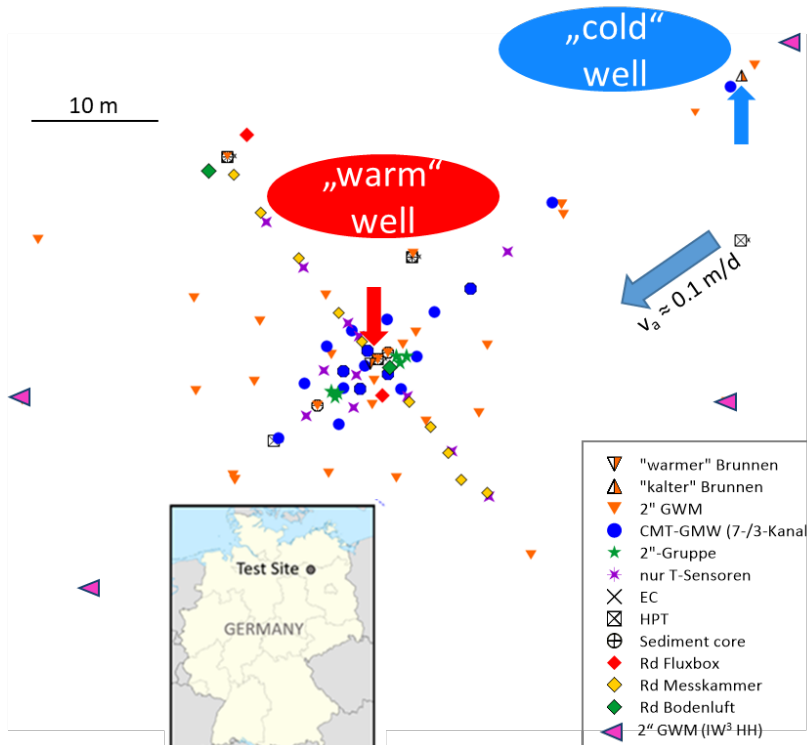 „cold“
well
10 m
„warm“
well
vₐ ≈ 0.1 m/d
"warmer" Brunnen
"kalter" Brunnen
2" GWM
CMT-GMW (7-/3-Kanal
2"-Gruppe
nur T-Sensoren
EC
HPT
Sediment core
Rd Fluxbox
Rd Messkammer
Rd Bodenluft
2“ GWM (IW³ HH)
Test Site
GERMANY